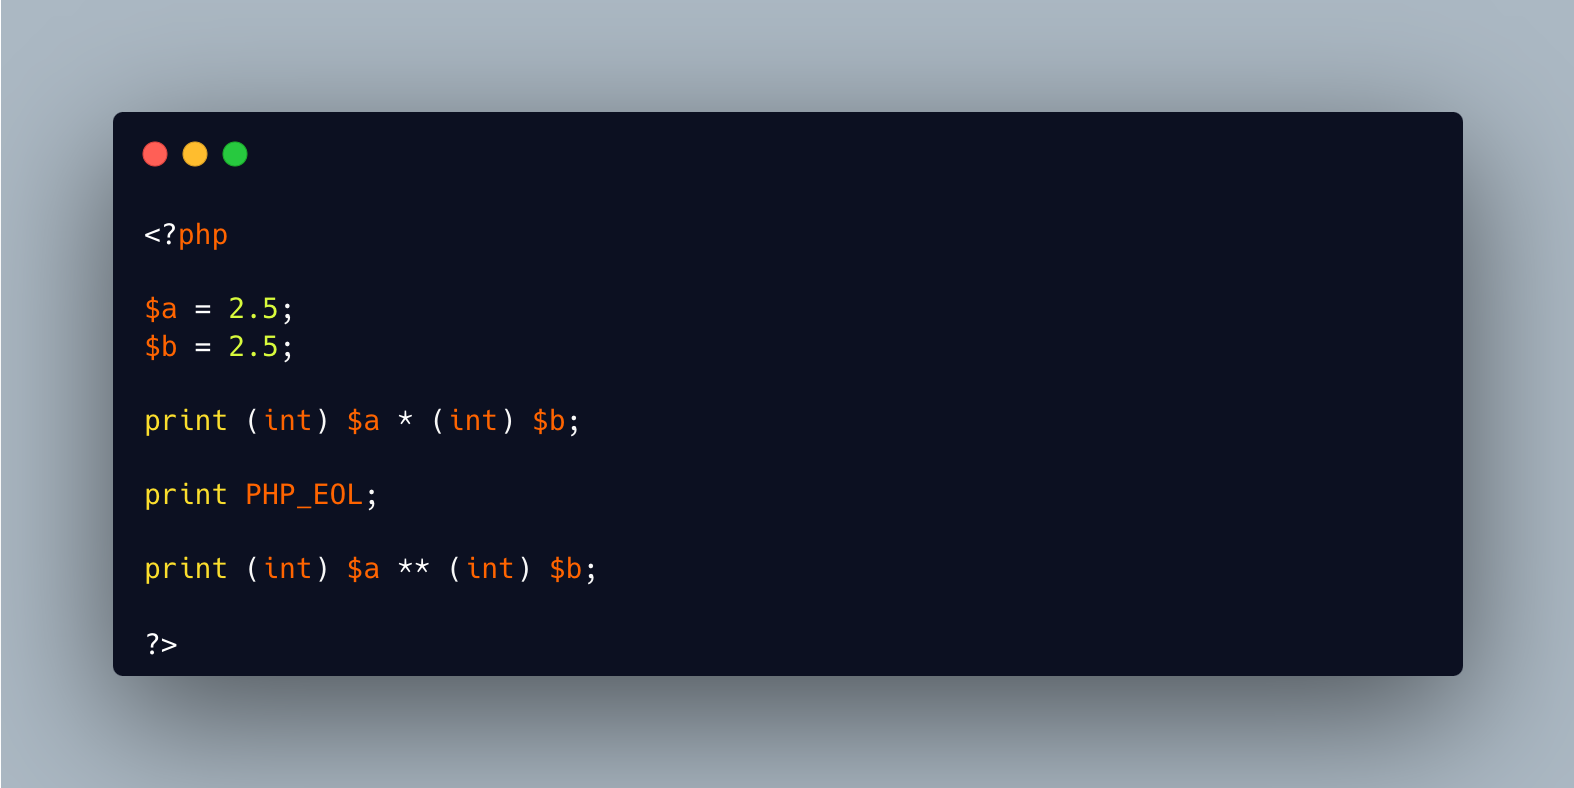 <?php
$a = 2.5;
$b = 2.5;
print (int) $a * (int) $b;
print PHP_EOL;
print (int) $a ** (int) $b;
?>